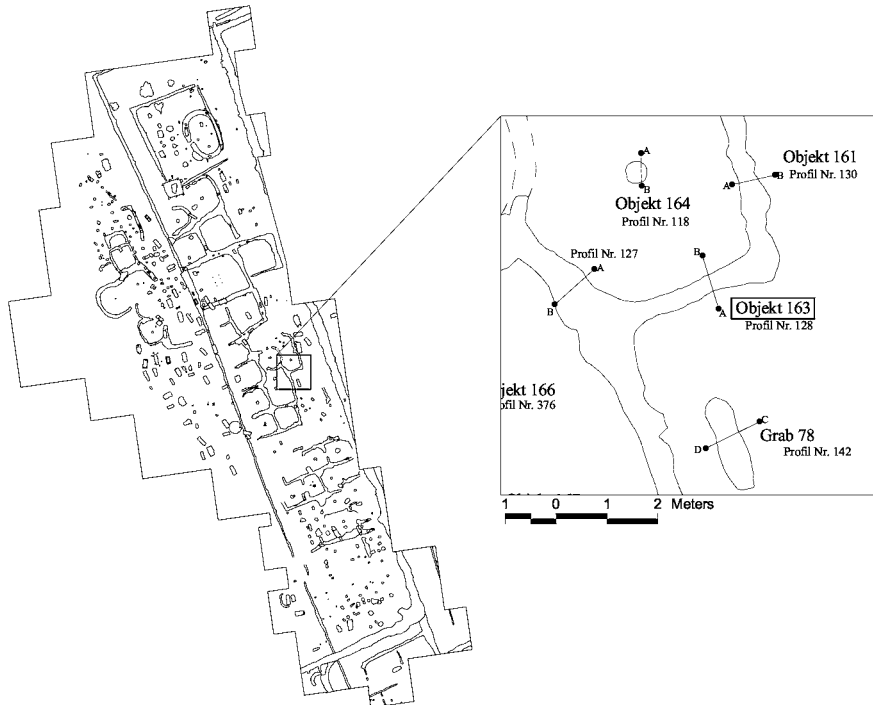 A
Objekt 161
A B
Profil Nr. 130
B
Objekt 164
Profil Nr. 118
Profil Nr. 127
B
A
B
Objekt 163
A
Profil Nr. 128
jekt 166
ofil Nr. 376
C
Grab 78
D
Profil Nr. 142
1 0 1 2 Meters